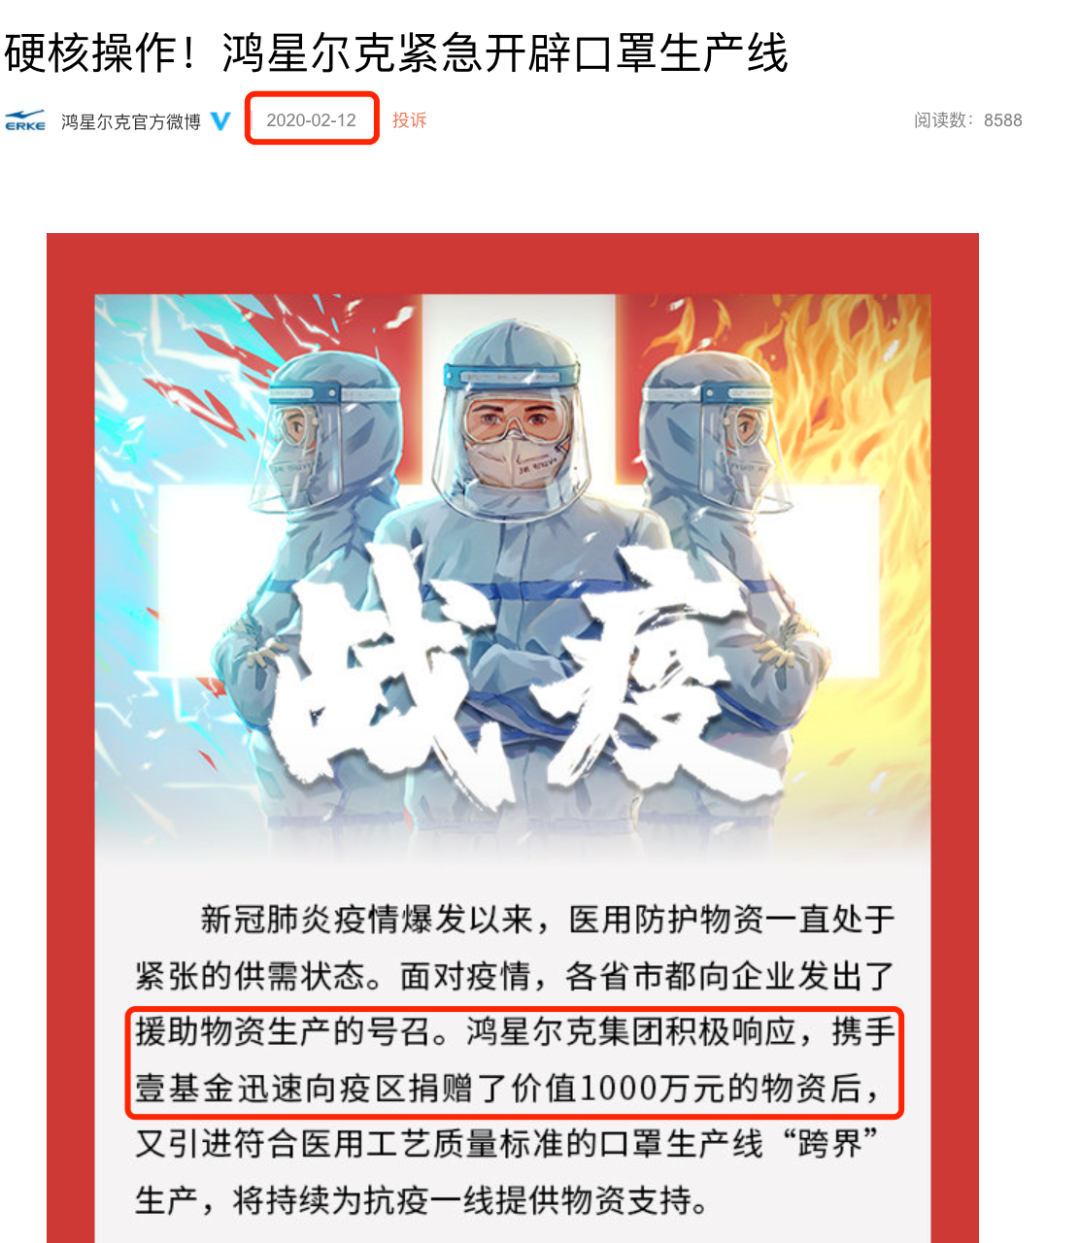 硬核操作！鸿星尔克紧急开辟口罩生产线
ERKE 鸿星尔克官方微博 V 2020-02-12 投诉 阅读数：8588
战疫
新冠肺炎疫情爆发以来，医用防护物资一直处于
紧张的供需状态。面对疫情，各省市都向企业发出了
援助物资生产的号召。鸿星尔克集团积极响应，携手
壹基金迅速向疫区捐赠了价值1000万元的物资后，
又引进符合医用工艺质量标准的口罩生产线“跨界”
生产，将持续为抗疫一线提供物资支持。